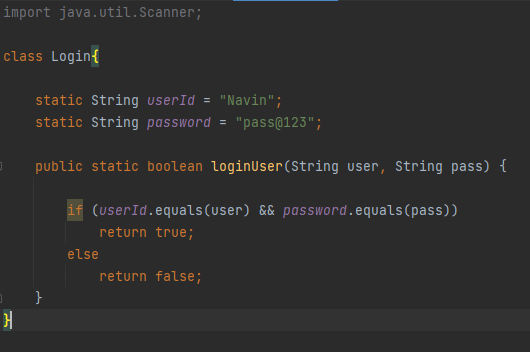 import java.util.Scanner;
class Login{
static String userId = "Navin";
static String password = "pass@123";
public static boolean loginUser(String user, String pass) {
if (userId.equals(user) && password.equals(pass))
return true;
else
return false;
}
}